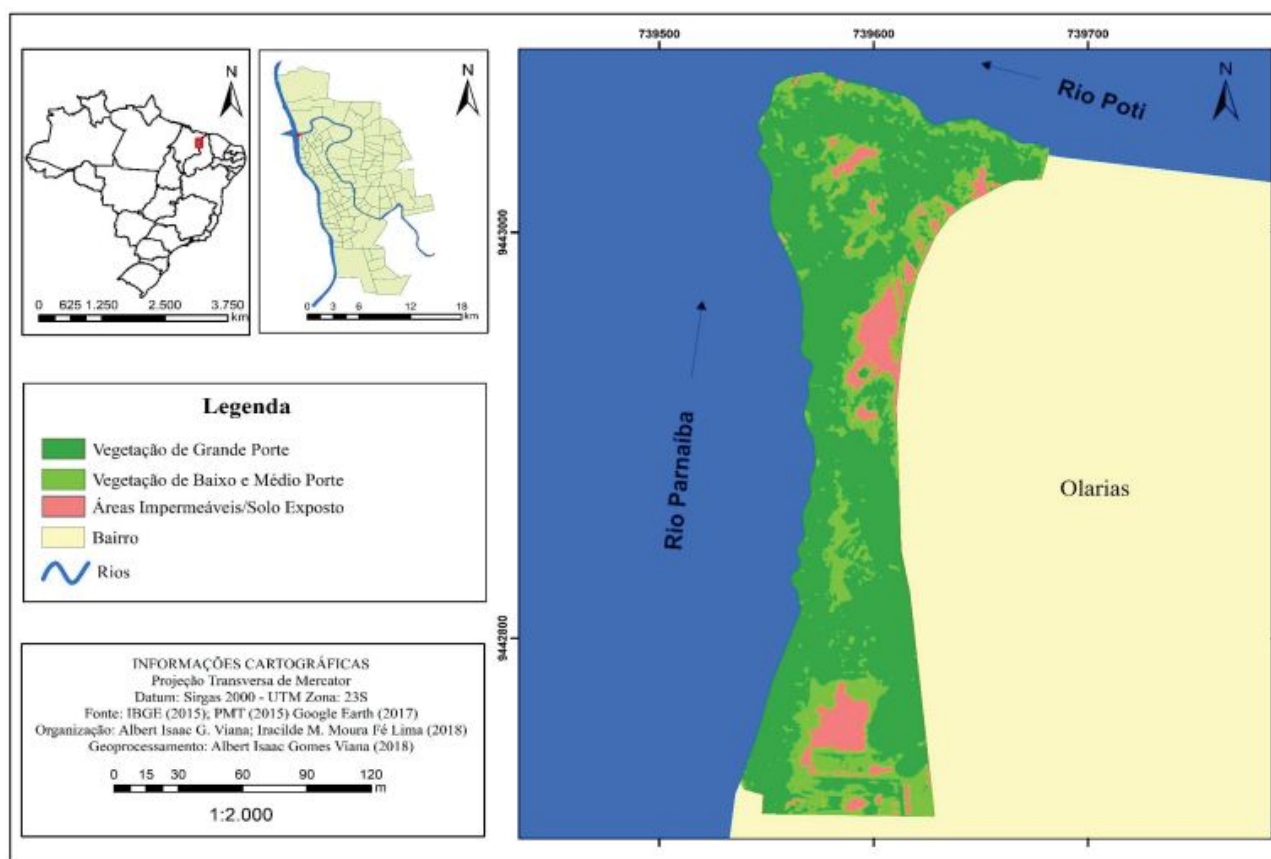 N
0 625 1.250 2.500 3.750
km
N
0 3 6 12 18
km
Legenda
Vegetação de Grande Porte
Vegetação de Baixo e Médio Porte
Áreas Impermeáveis/Solo Exposto
Bairro
Rios
INFORMAÇÕES CARTOGRÁFICAS
Projeção Transversa de Mercator
Datum: Sirgas 2000 - UTM Zona: 23S
Fonte: IBGE (2015); PMT (2015) Google Earth (2017)
Organização: Albert Isaac G. Viana; Iracilde M. Moura Fé Lima (2018)
Geoprocessamento: Albert Isaac Gomes Viana (2018)
0 15 30 60 90 120
m
1:2.000
739500 739600 739700
9443000
9442800
Rio Poti
N
Rio Parnaíba
Olarias